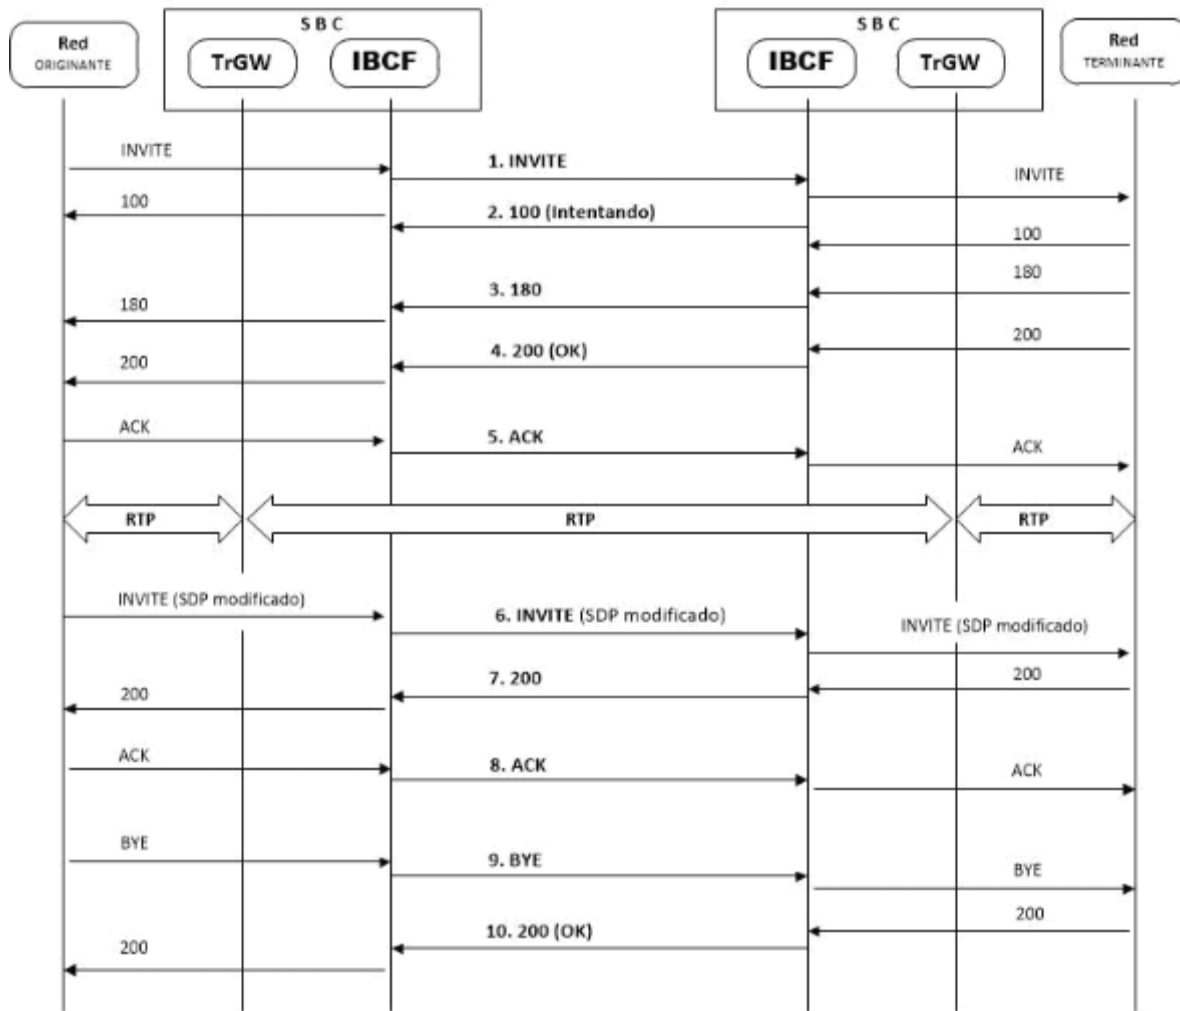 Red
ORIGINANTE
S B C
TrGW
IBCF
S B C
IBCF
TrGW
Red
TERMINANTE
INVITE
1. INVITE
INVITE
100
2. 100 (Intentando)
100
180
3. 180
180
200
4. 200 (OK)
200
ACK
5. ACK
ACK
RTP
RTP
RTP
INVITE (SDP modificado)
6. INVITE (SDP modificado)
INVITE (SDP modificado)
200
7. 200
200
ACK
8. ACK
ACK
BYE
9. BYE
BYE
200
10. 200 (OK)
200